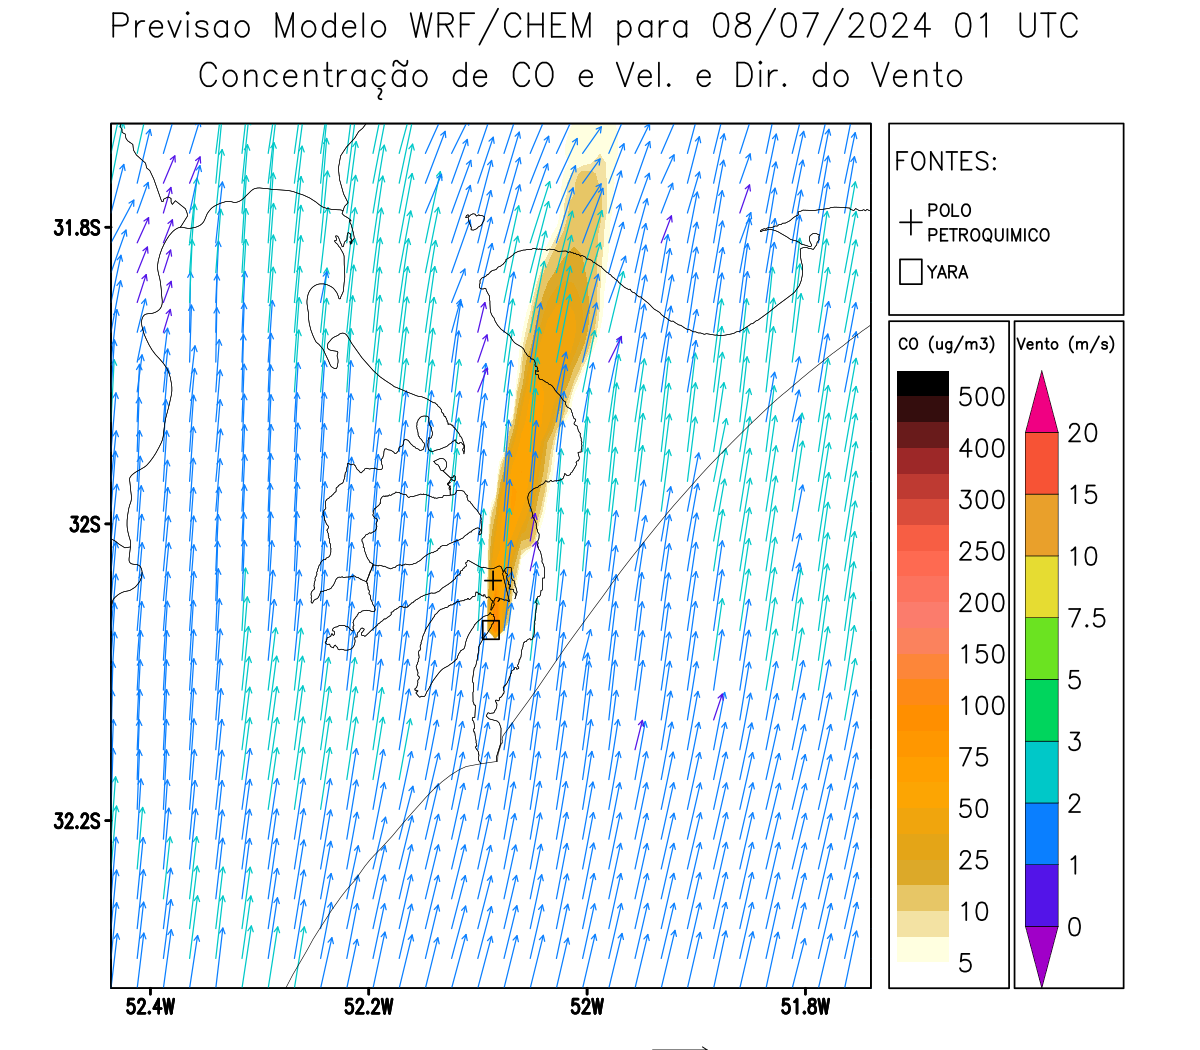 Previsao Modelo WRF/CHEM para 08/07/2024 01 UTC
Concentração de CO e Vel. e Dir. do Vento
FONTES:
POLO
PETROQUIMICO
YARA
CO (ug/m3)
500
400
300
250
200
150
100
75
50
25
10
5
Vento (m/s)
20
15
10
7.5
5
3
2
1
0
31.8S
32S
32.2S
52.4W
52.2W
52W
51.8W